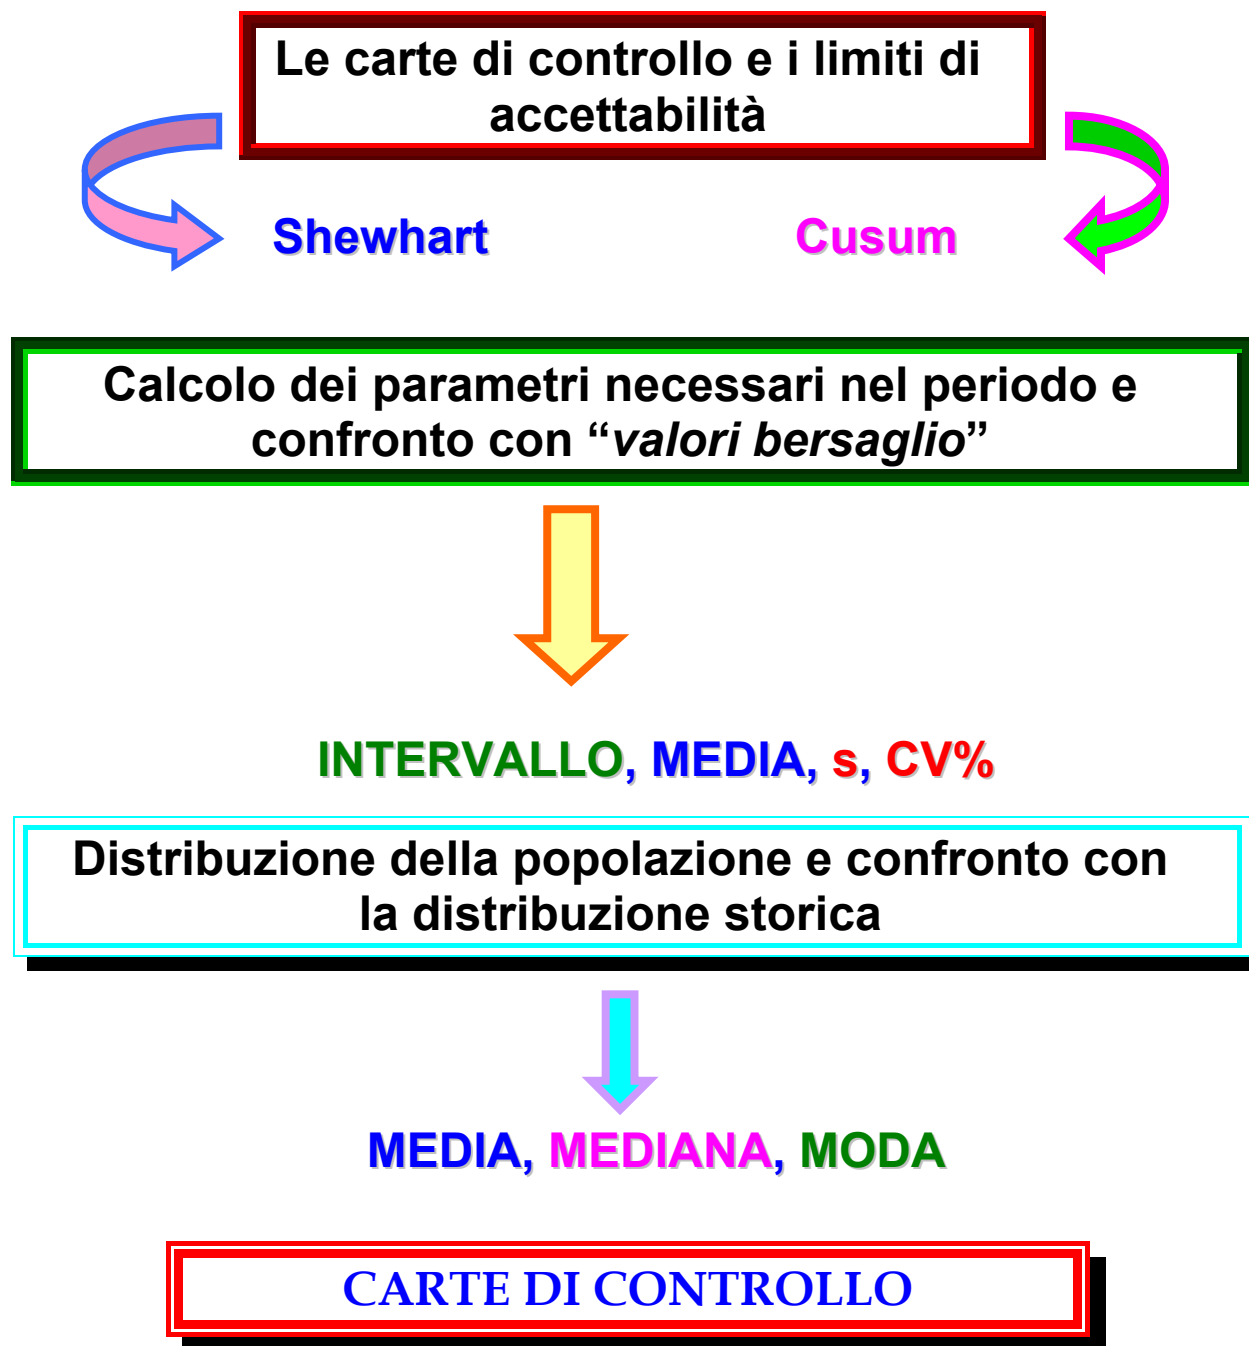 Le carte di controllo e i limiti di
accettabilità
Shewhart
Cusum
Calcolo dei parametri necessari nel periodo e
confronto con “valori bersaglio”
INTERVALLO, MEDIA, s, CV%
Distribuzione della popolazione e confronto con
la distribuzione storica
MEDIA, MEDIANA, MODA
CARTE DI CONTROLLO